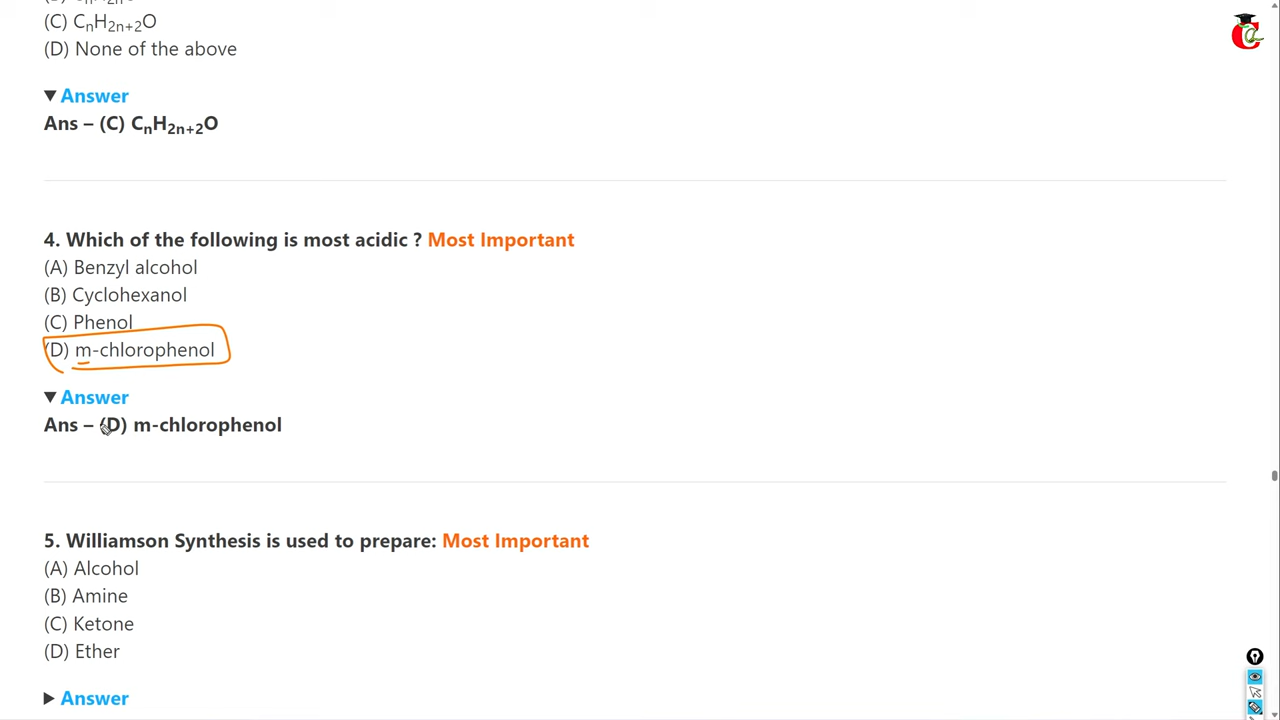 (C) CnH2n+2O
(D) None of the above
▼ Answer
Ans – (C) CnH2n+2O
4. Which of the following is most acidic ? Most Important
(A) Benzyl alcohol
(B) Cyclohexanol
(C) Phenol
(D) m-chlorophenol
▼ Answer
Ans – (D) m-chlorophenol
5. Williamson Synthesis is used to prepare: Most Important
(A) Alcohol
(B) Amine
(C) Ketone
(D) Ether
▶ Answer